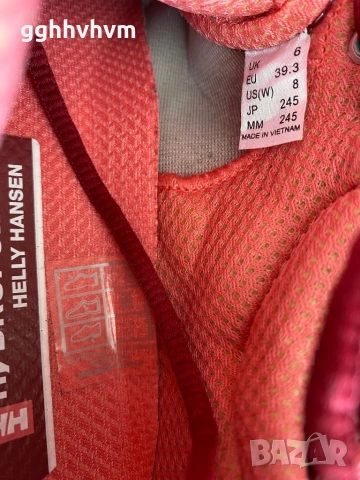 gghhvhvm
UK 6
EU 39.3
US(W) 8
JP 245
MM 245
MADE IN VIETNAM
HELLY HANSEN
HH
BAZAR